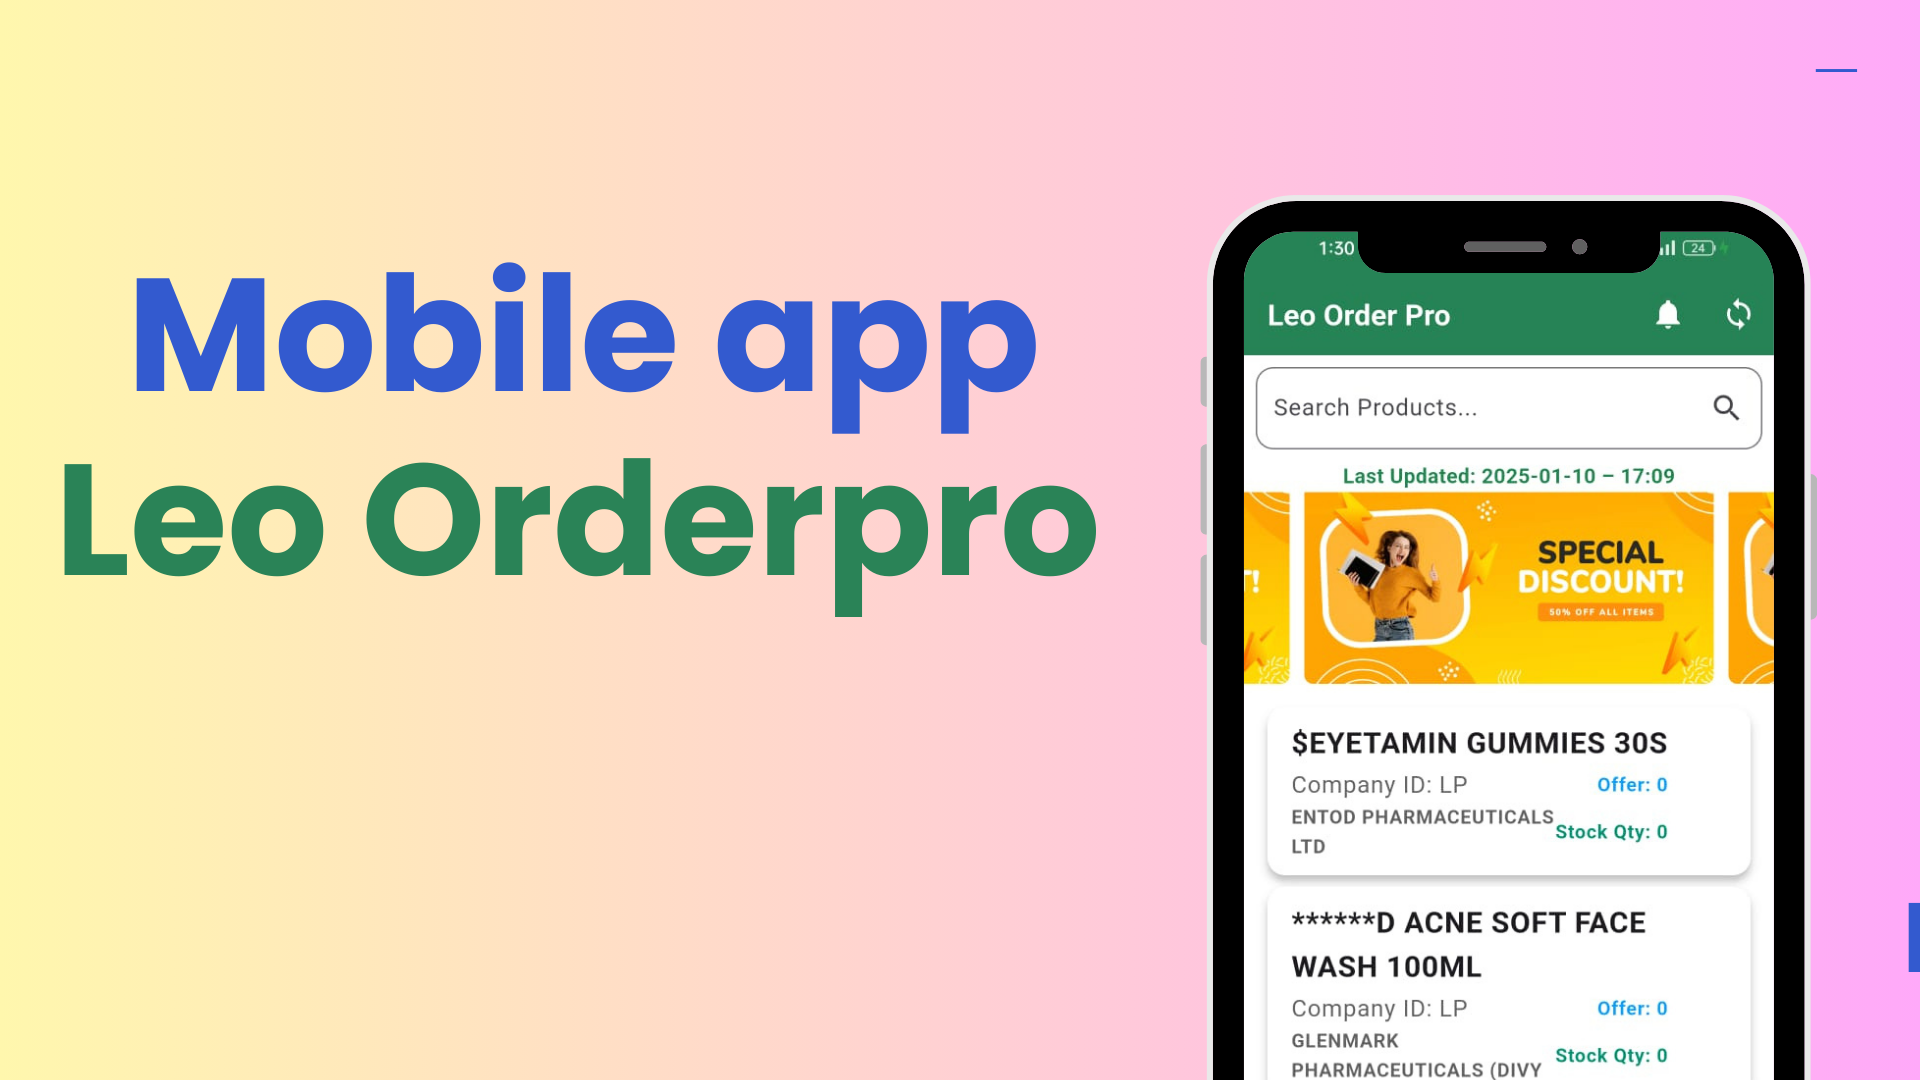 Mobile app
Leo Orderpro
1:30
24
Leo Order Pro
Search Products...
Last Updated: 2025-01-10 – 17:09
T!
SPECIAL
DISCOUNT!
50% OFF ALL ITEMS
$EYETAMIN GUMMIES 30S
Company ID: LP
Offer: 0
ENTOD PHARMACEUTICALS
LTD
Stock Qty: 0
******D ACNE SOFT FACE
WASH 100ML
Company ID: LP
Offer: 0
GLENMARK
PHARMACEUTICALS (DIVY
Stock Qty: 0